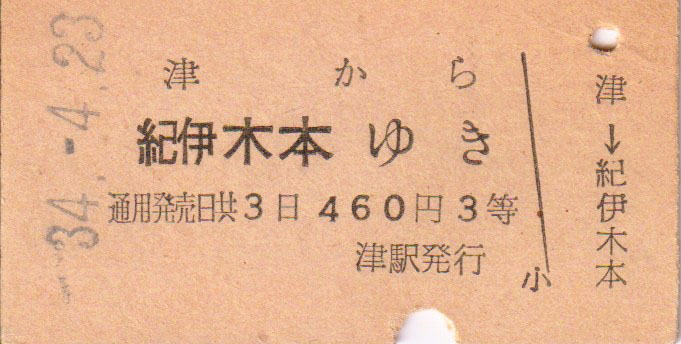 34.-4.23
津から
紀伊木本ゆき
通用発売日共3日 460円 3等
津駅発行
小
津→紀伊木本